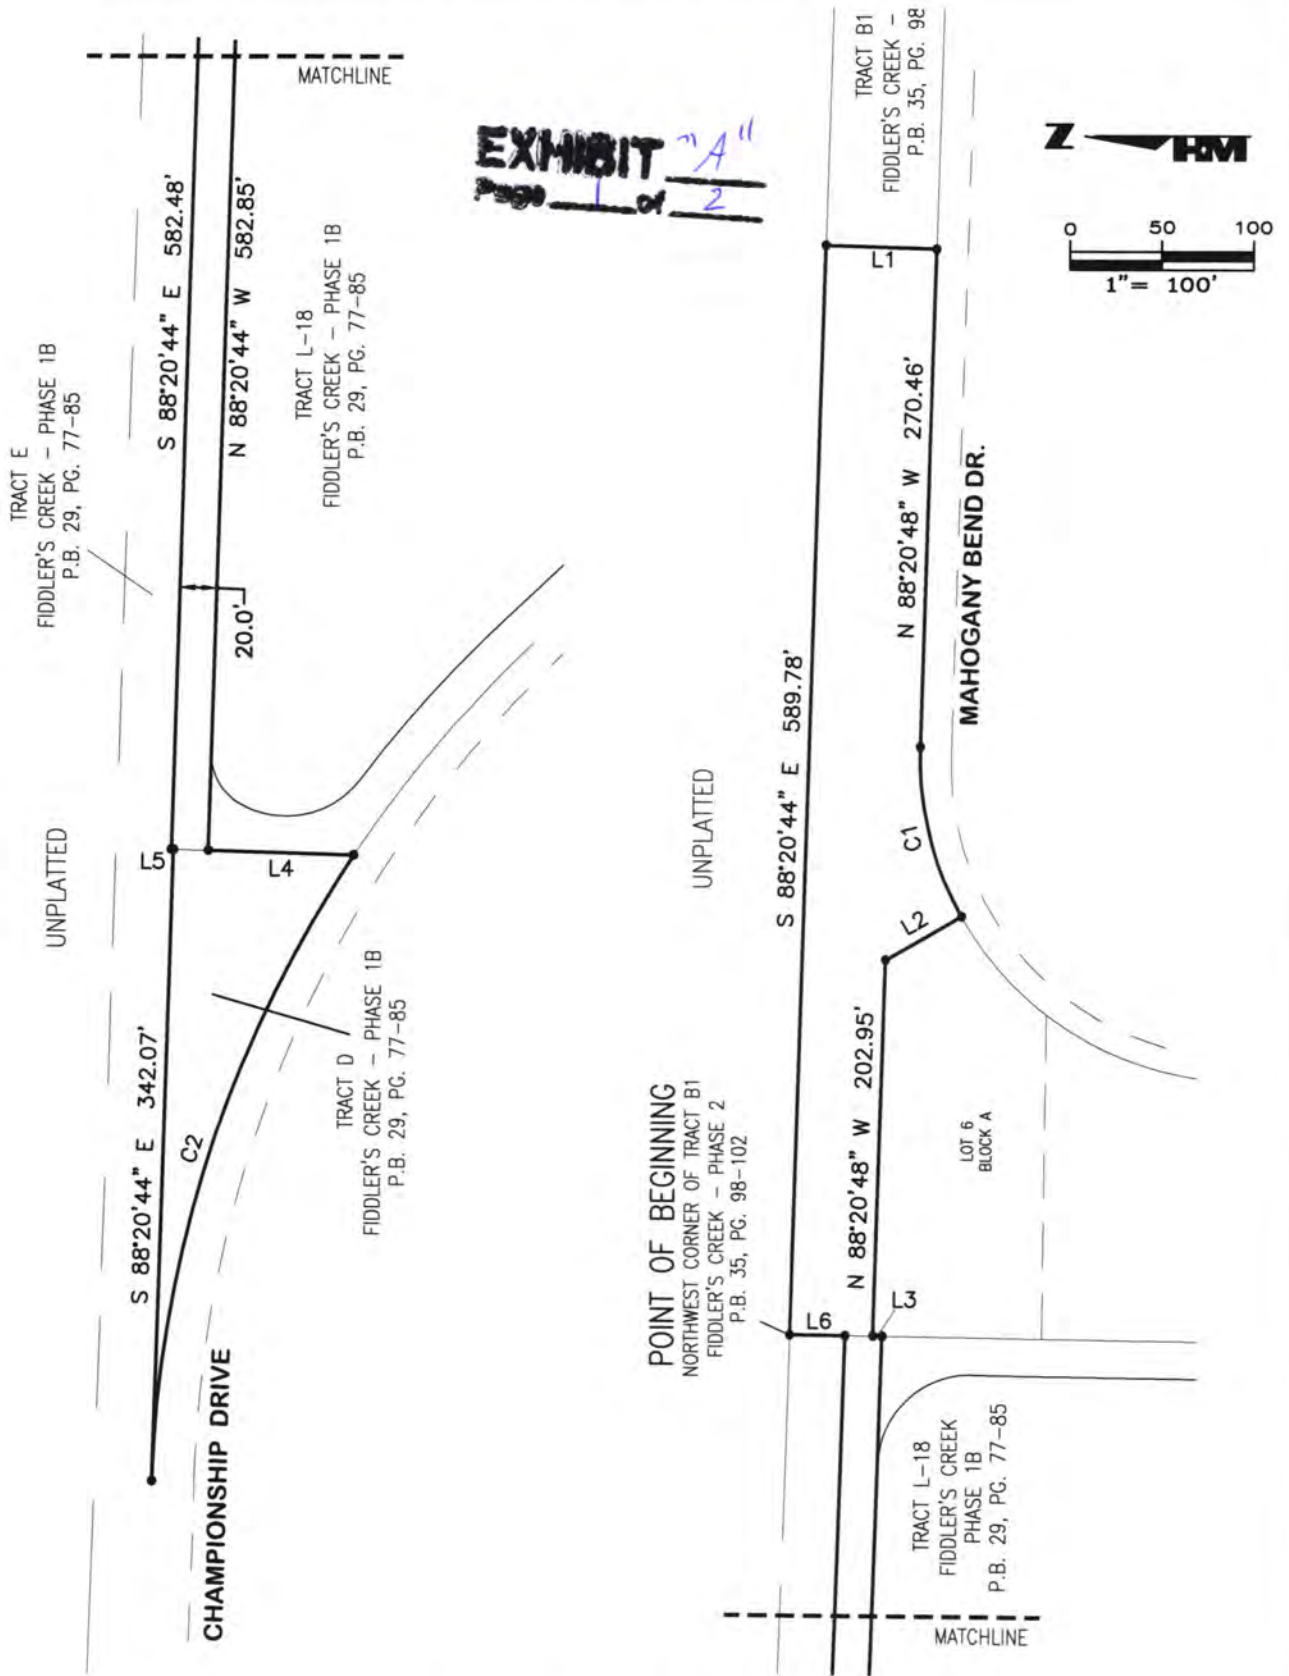 MATCHLINE
S 88°20'44" E 582.48'
N 88°20'44" W 582.85'
TRACT L-18
FIDDLER'S CREEK - PHASE 1B
P.B. 29, PG. 77-85
TRACT E
FIDDLER'S CREEK - PHASE 1B
P.B. 29, PG. 77-85
20.0'
UNPLATTED
L5
L4
S 88°20'44" E 342.07'
C2
TRACT D
FIDDLER'S CREEK - PHASE 1B
P.B. 29, PG. 77-85
CHAMPIONSHIP DRIVE
EXHIBIT "A"
Page 1 of 2
TRACT B1
FIDDLER'S CREEK -
P.B. 35, PG. 98
Z
HM
0 50 100
1"= 100'
L1
N 88°20'48" W 270.46'
MAHOGANY BEND DR.
S 88°20'44" E 589.78'
UNPLATTED
C1
L2
N 88°20'48" W 202.95'
POINT OF BEGINNING
NORTHWEST CORNER OF TRACT B1
FIDDLER'S CREEK - PHASE 2
P.B. 35, PG. 98-102
LOT 6
BLOCK A
L6
L3
TRACT L-18
FIDDLER'S CREEK
PHASE 1B
P.B. 29, PG. 77-85
MATCHLINE